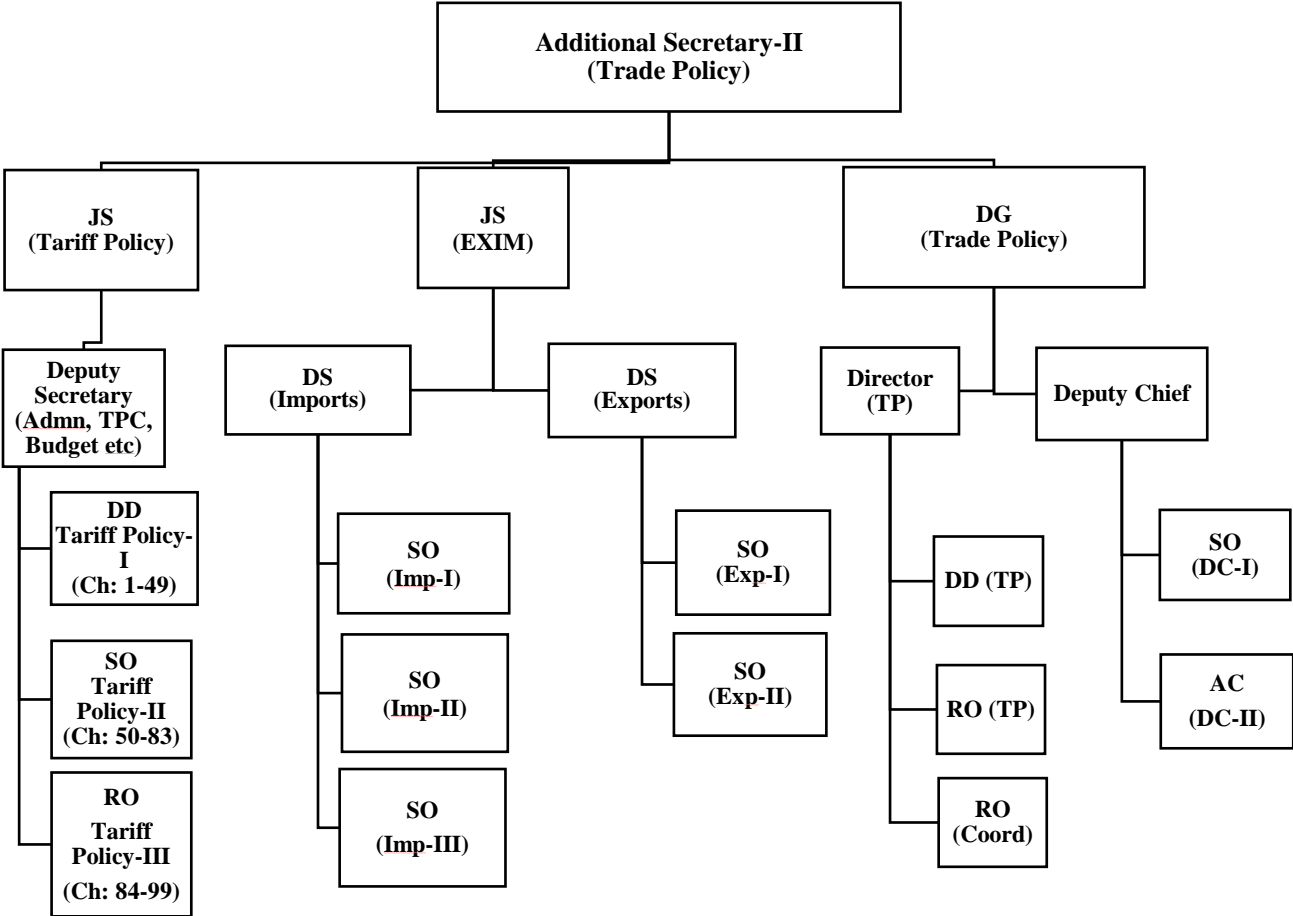 Additional Secretary-II
(Trade Policy)
JS
(Tariff Policy)
JS
(EXIM)
DG
(Trade Policy)
Deputy
Secretary
(Admn, TPC,
Budget etc)
DS
(Imports)
DS
(Exports)
Director
(TP)
Deputy Chief
DD
Tariff Policy-
I
(Ch: 1-49)
SO
Tariff
Policy-II
(Ch: 50-83)
RO
Tariff
Policy-III
(Ch: 84-99)
SO
(Imp-I)
SO
(Imp-II)
SO
(Imp-III)
SO
(Exp-I)
SO
(Exp-II)
DD (TP)
RO (TP)
RO
(Coord)
SO
(DC-I)
AC
(DC-II)